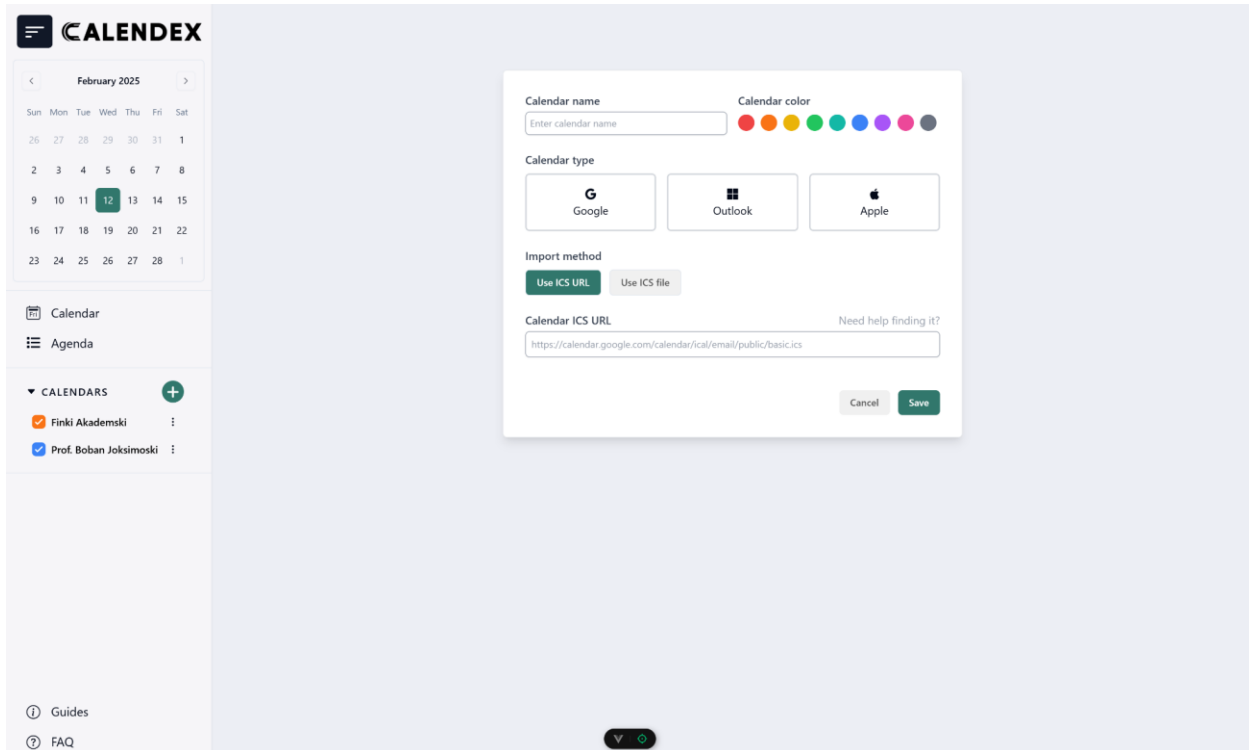 CALENDEX
February 2025
Sun Mon Tue Wed Thu Fri Sat
26 27 28 29 30 31 1
2 3 4 5 6 7 8
9 10 11 12 13 14 15
16 17 18 19 20 21 22
23 24 25 26 27 28 1
Calendar
Agenda
CALENDARS
Finki Akademski
Prof. Boban Joksimoski
Guides
FAQ
Calendar name
Calendar color
Enter calendar name
Calendar type
Google
Outlook
Apple
Import method
Use ICS URL
Use ICS file
Calendar ICS URL
Need help finding it?
https://calendar.google.com/calendar/ical/email/public/basic.ics
Cancel
Save